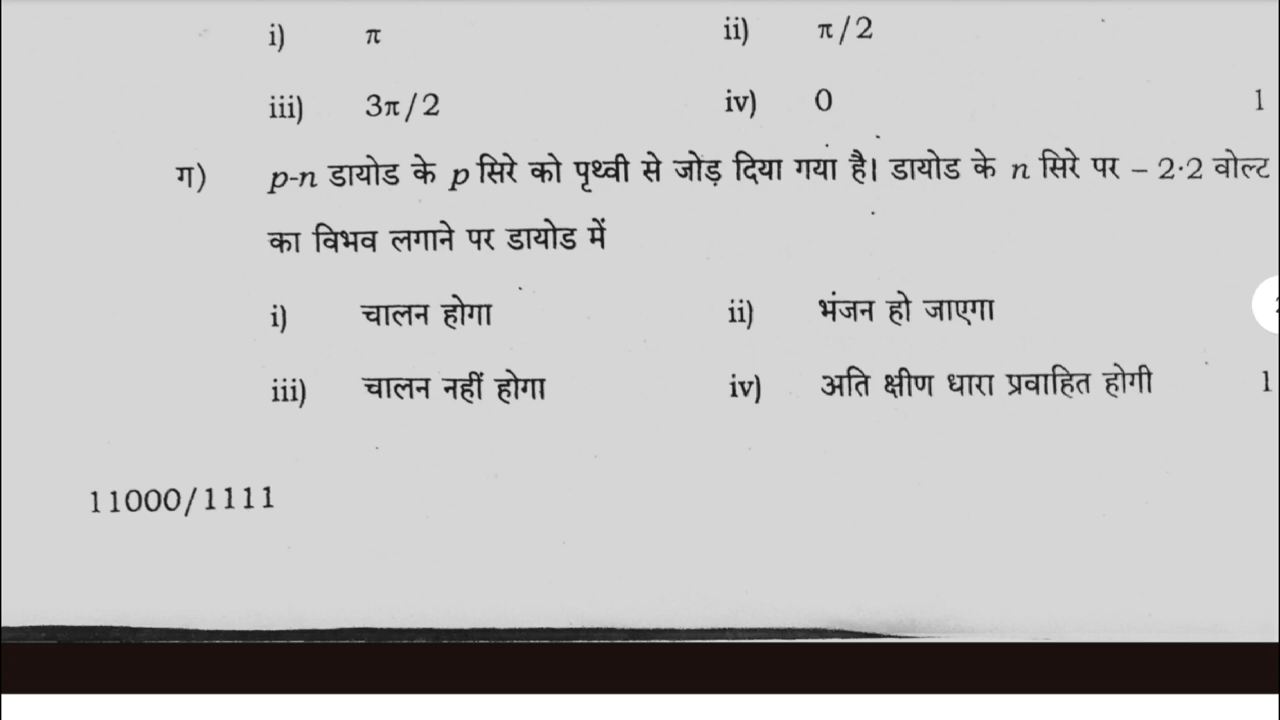 i) π ii) π/2
iii) 3π/2 iv) 0 1
ग) p-n डायोड के p सिरे को पृथ्वी से जोड़ दिया गया है। डायोड के n सिरे पर – 2·2 वोल्ट
का विभव लगाने पर डायोड में
i) चालन होगा ii) भंजन हो जाएगा
iii) चालन नहीं होगा iv) अति क्षीण धारा प्रवाहित होगी 1
11000/1111